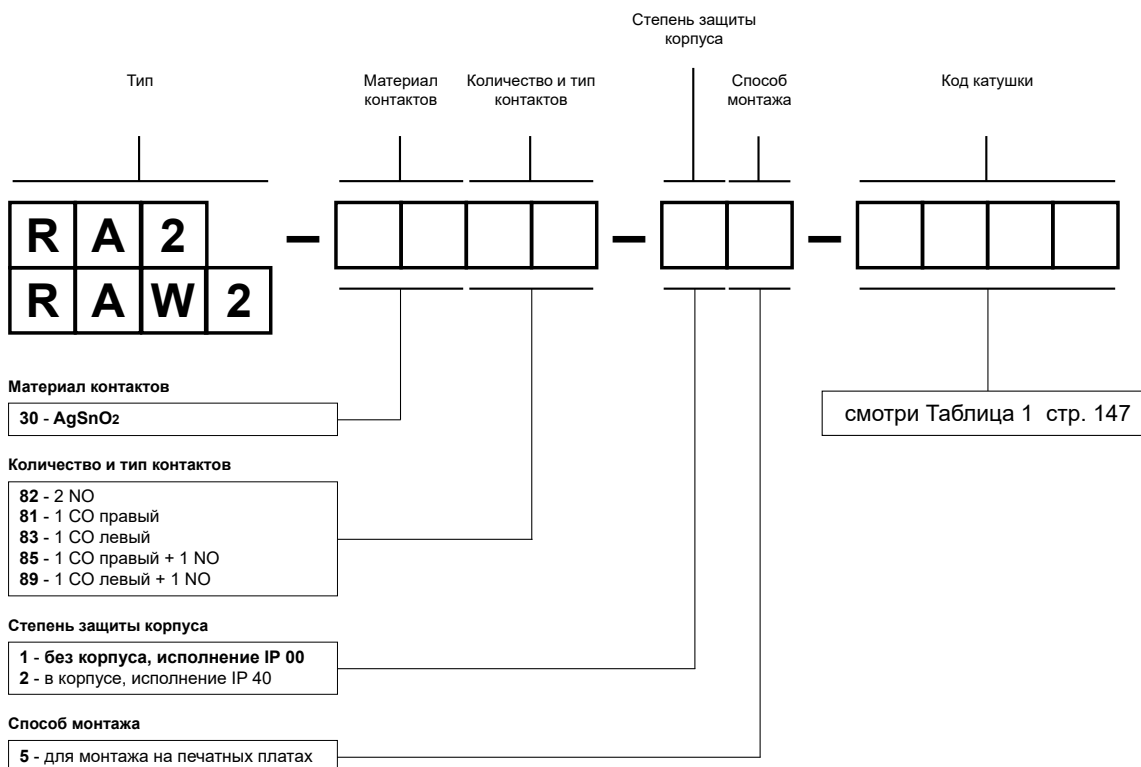 Степень защиты
корпуса
Тип
Материал
контактов
Количество и тип
контактов
Способ
монтажа
Код катушки
R A 2 – – –
R A W 2
Материал контактов
30 - AgSnO2
смотри Таблица 1 стр. 147
Количество и тип контактов
82 - 2 NO
81 - 1 CO правый
83 - 1 CO левый
85 - 1 CO правый + 1 NO
89 - 1 CO левый + 1 NO
Степень защиты корпуса
1 - без корпуса, исполнение IP 00
2 - в корпусе, исполнение IP 40
Способ монтажа
5 - для монтажа на печатных платах